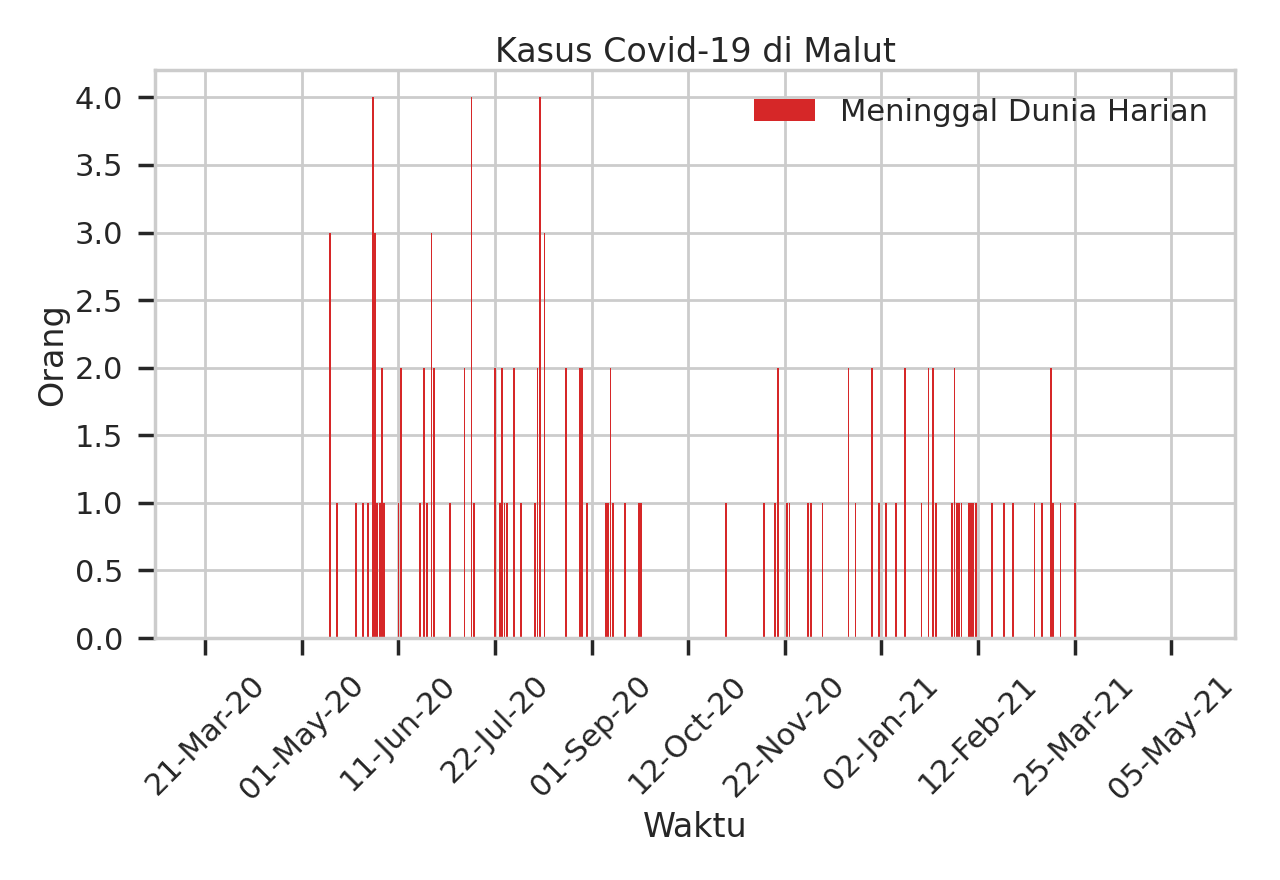 Kasus Covid-19 di Malut
Meninggal Dunia Harian
Orang
4.0
3.5
3.0
2.5
2.0
1.5
1.0
0.5
0.0
21-Mar-20
01-May-20
11-Jun-20
22-Jul-20
01-Sep-20
12-Oct-20
22-Nov-20
02-Jan-21
12-Feb-21
25-Mar-21
05-May-21
Waktu